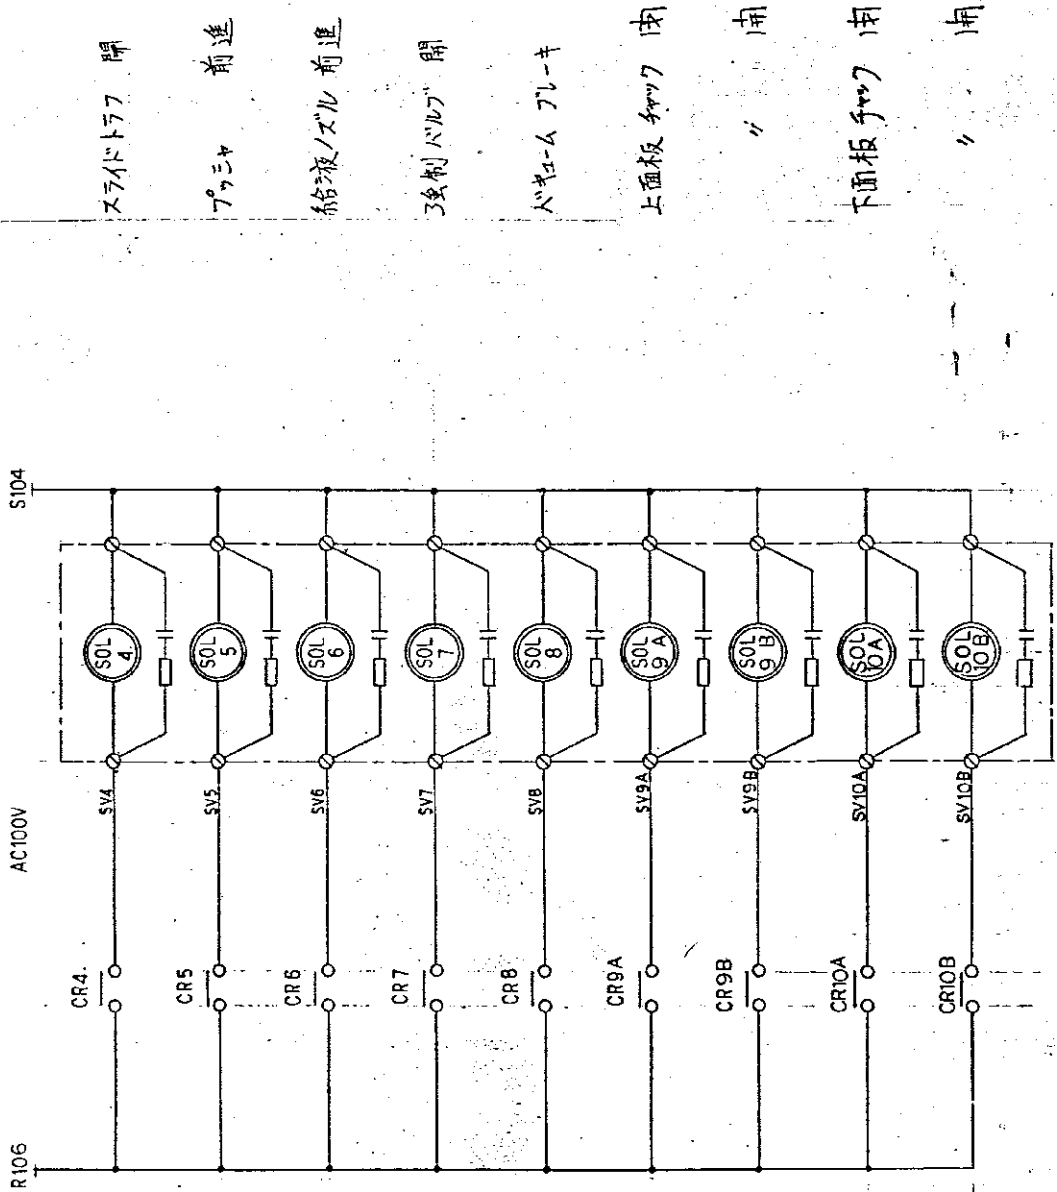 R106 AC100V S104
CR4 SV4 SOL 4 スライドトラフ 開
CR5 SV5 SOL 5 プッシャ 前進
CR6 SV6 SOL 6 給液ノズル 前進
CR7 SV7 SOL 7 強制バルブ 開
CR8 SV8 SOL 8 バキューム ブレーキ
CR9A SV9A SOL 9A 上面板 チャック 閉
CR9B SV9B SOL 9B 〃 開
CR10A SV10A SOL 10A 下面板 チャック 閉
CR10B SV10B SOL 10B 〃 開